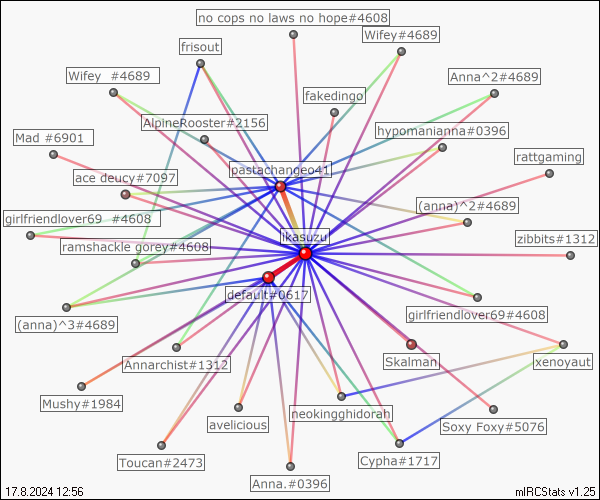 no cops no laws no hope#4608
Wifey#4689
frisout
Wifey  #4689
Anna^2#4689
fakedingo
AlpineRooster#2156
hypomanianna#0396
Mad #6901
rattgaming
pastachangeo41
ace deucy#7097
(anna)^2#4689
girlfriendlover69  #4608
ikasuzu
zibbits#1312
ramshackle gorey#4608
default#0617
girlfriendlover69#4608
(anna)^3#4689
Annarchist#1312
Skalman
xenoyaut
Mushy#1984
neokingghidorah
avelicious
Soxy Foxy#5076
Toucan#2473
Cypha#1717
Anna.#0396
17.8.2024 12:56
mIRCStats v1.25